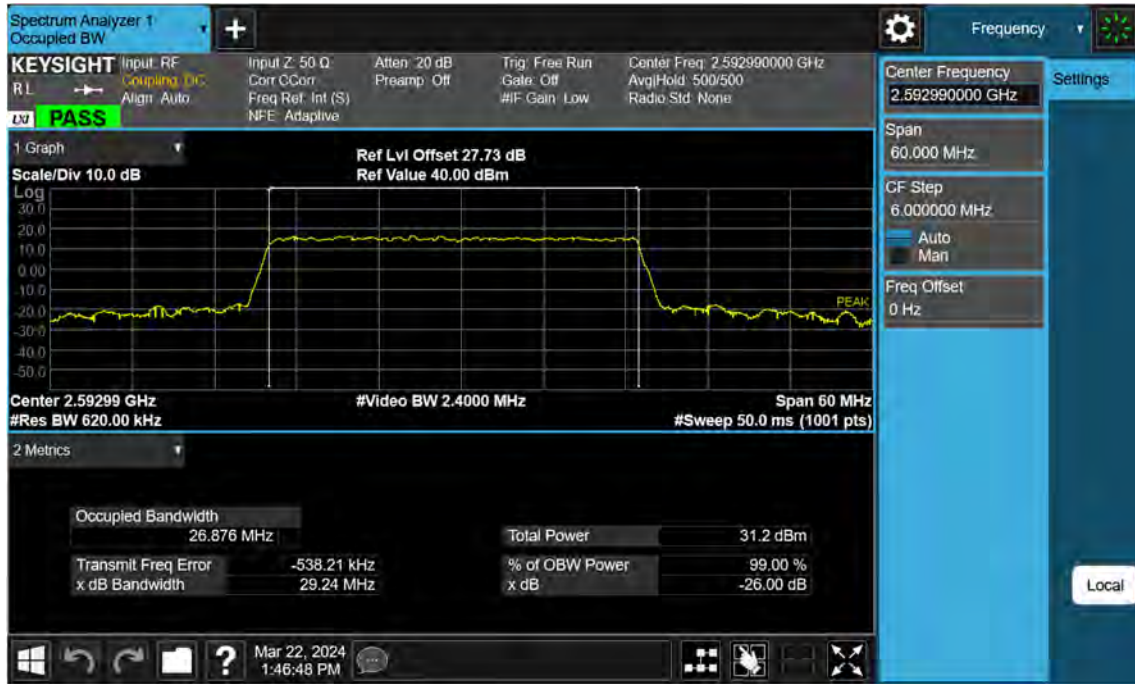 Spectrum Analyzer 1
Occupied BW
+
Frequency
KEYSIGHT
RL
LXI PASS
Input: RF
Coupling: DC
Align: Auto
Input Z: 50 Ω
Corr CCorr
Freq Ref: Int (S)
NFE: Adaptive
Atten: 20 dB
Preamp: Off
Trig: Free Run
Gate: Off
#IF Gain: Low
Center Freq: 2.592990000 GHz
Avg|Hold: 500/500
Radio Std: None
1 Graph
Scale/Div 10.0 dB
Ref Lvl Offset 27.73 dB
Ref Value 40.00 dBm
Log
30.0
20.0
10.0
0.00
-10.0
-20.0
-30.0
-40.0
-50.0
PEAK
Center 2.59299 GHz
#Video BW 2.4000 MHz
Span 60 MHz
#Res BW 620.00 kHz
#Sweep 50.0 ms (1001 pts)
2 Metrics
Occupied Bandwidth
26.876 MHz
Total Power 31.2 dBm
Transmit Freq Error -538.21 kHz
% of OBW Power 99.00 %
x dB Bandwidth 29.24 MHz
x dB -26.00 dB
Center Frequency
2.592990000 GHz
Settings
Span
60.000 MHz
CF Step
6.000000 MHz
Auto
Man
Freq Offset
0 Hz
Local
?
Mar 22, 2024
1:46:48 PM